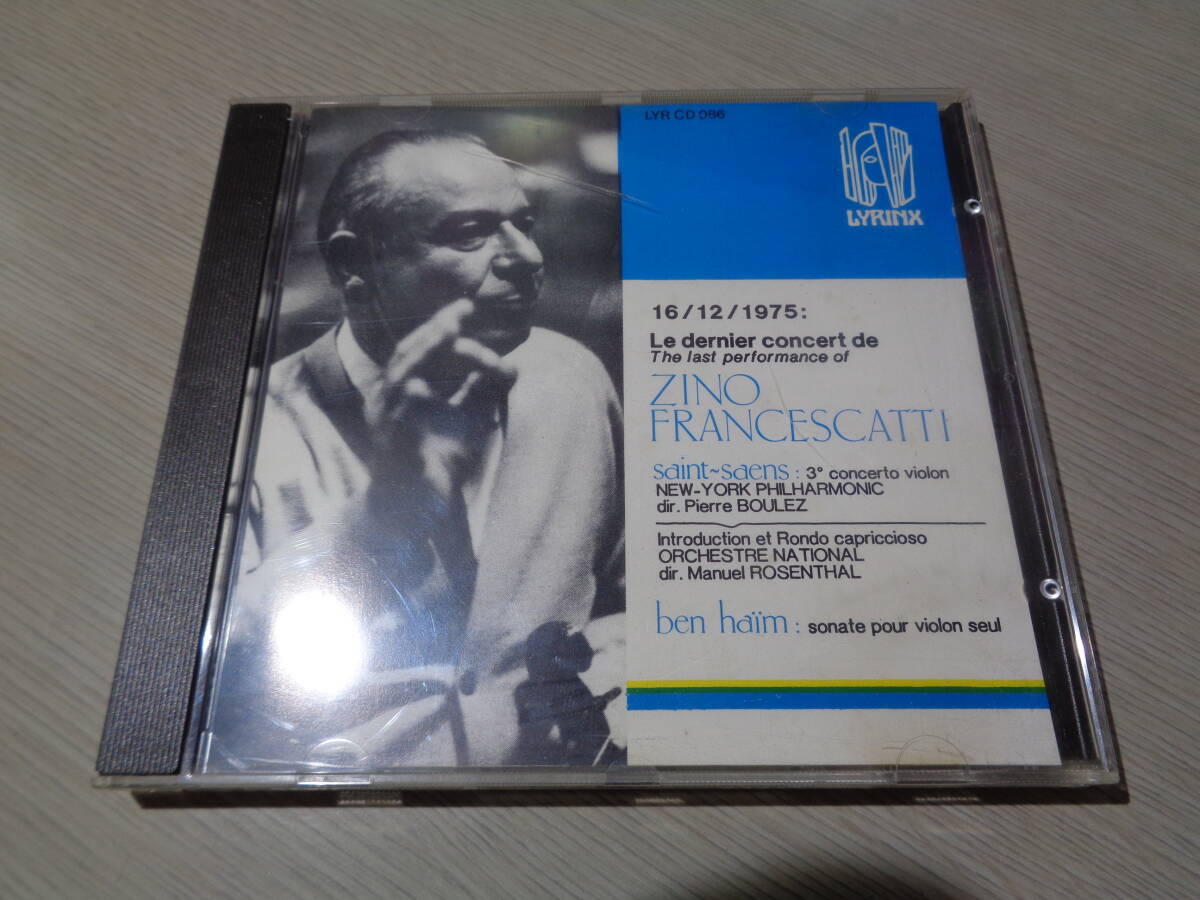 LYR CD 086
LYRINX
16/12/1975:
Le dernier concert de
The last performance of
ZINO
FRANCESCATTI
saint~saens : 3° concerto violon
NEW-YORK PHILHARMONIC
dir. Pierre BOULEZ
Introduction et Rondo capriccioso
ORCHESTRE NATIONAL
dir. Manuel ROSENTHAL
ben haïm : sonate pour violon seul